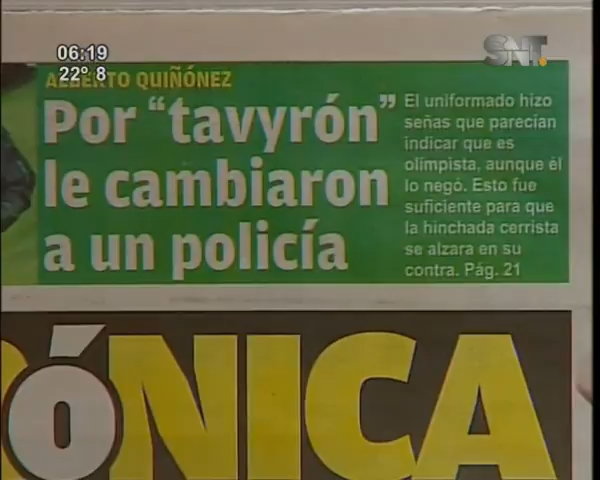 06:19
22° 8
SNT.
ALBERTO QUIÑÓNEZ
Por “tavyrón”
le cambiaron
a un policía
El uniformado hizo
señas que parecían
indicar que es
olimpista, aunque él
lo negó. Esto fue
suficiente para que
la hinchada cerrista
se alzara en su
contra. Pág. 21
ÓNICA